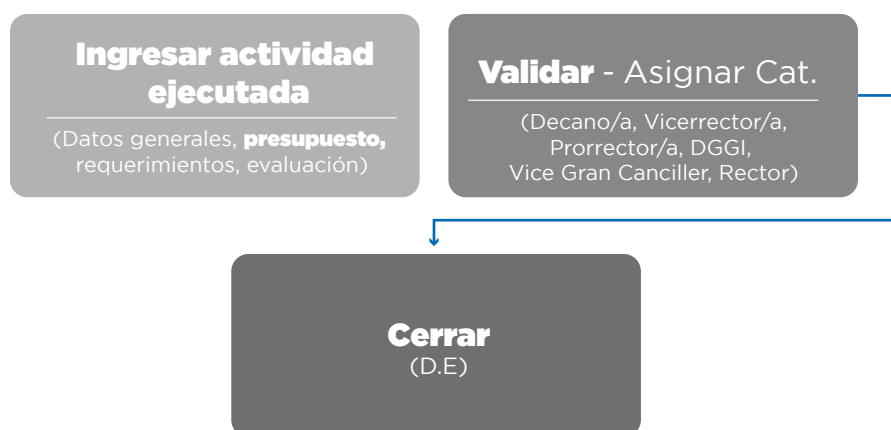 Ingresar actividad
ejecutada
(Datos generales, presupuesto,
requerimientos, evaluación)
Validar - Asignar Cat.
(Decano/a, Vicerrector/a,
Prorrector/a, DGGI,
Vice Gran Canciller, Rector)
Cerrar
(D.E)